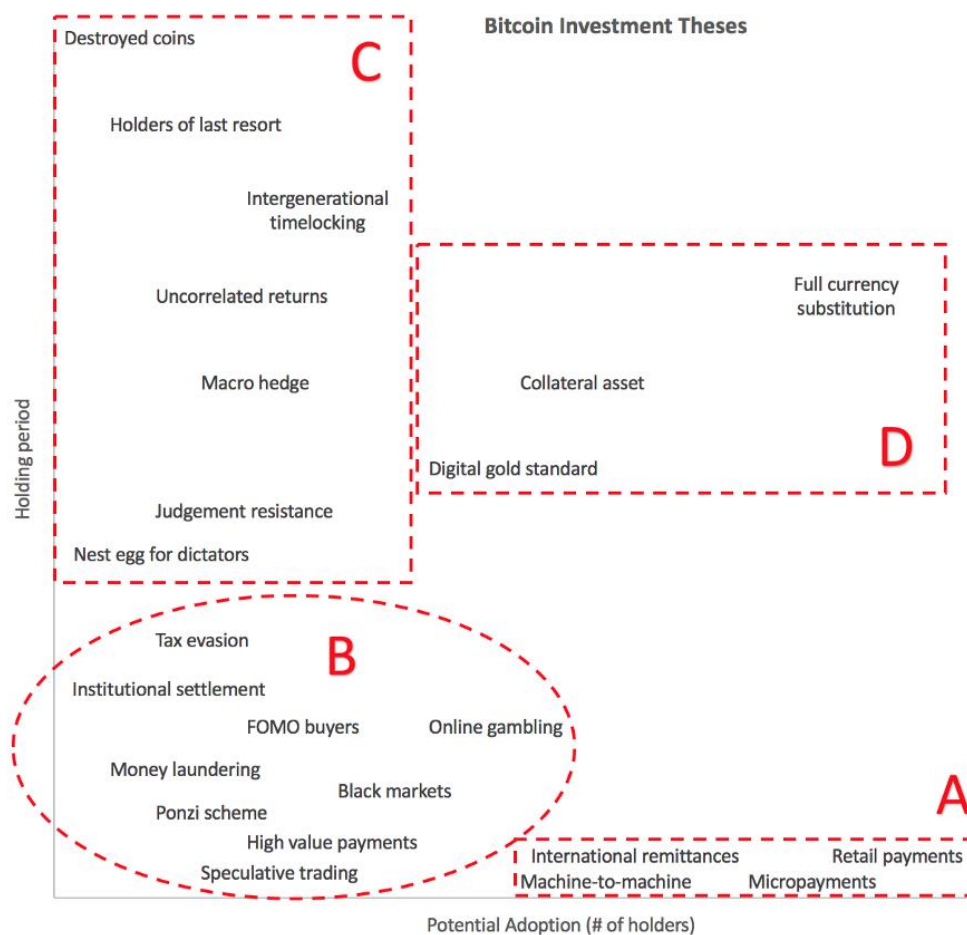 Bitcoin Investment Theses
Destroyed coins
C
Holders of last resort
Intergenerational
timelocking
Uncorrelated returns
Full currency
substitution
Macro hedge
Collateral asset
D
Digital gold standard
Holding period
Judgement resistance
Nest egg for dictators
Tax evasion
B
Institutional settlement
FOMO buyers
Online gambling
Money laundering
Black markets
A
Ponzi scheme
High value payments
International remittances
Retail payments
Speculative trading
Machine-to-machine
Micropayments
Potential Adoption (# of holders)